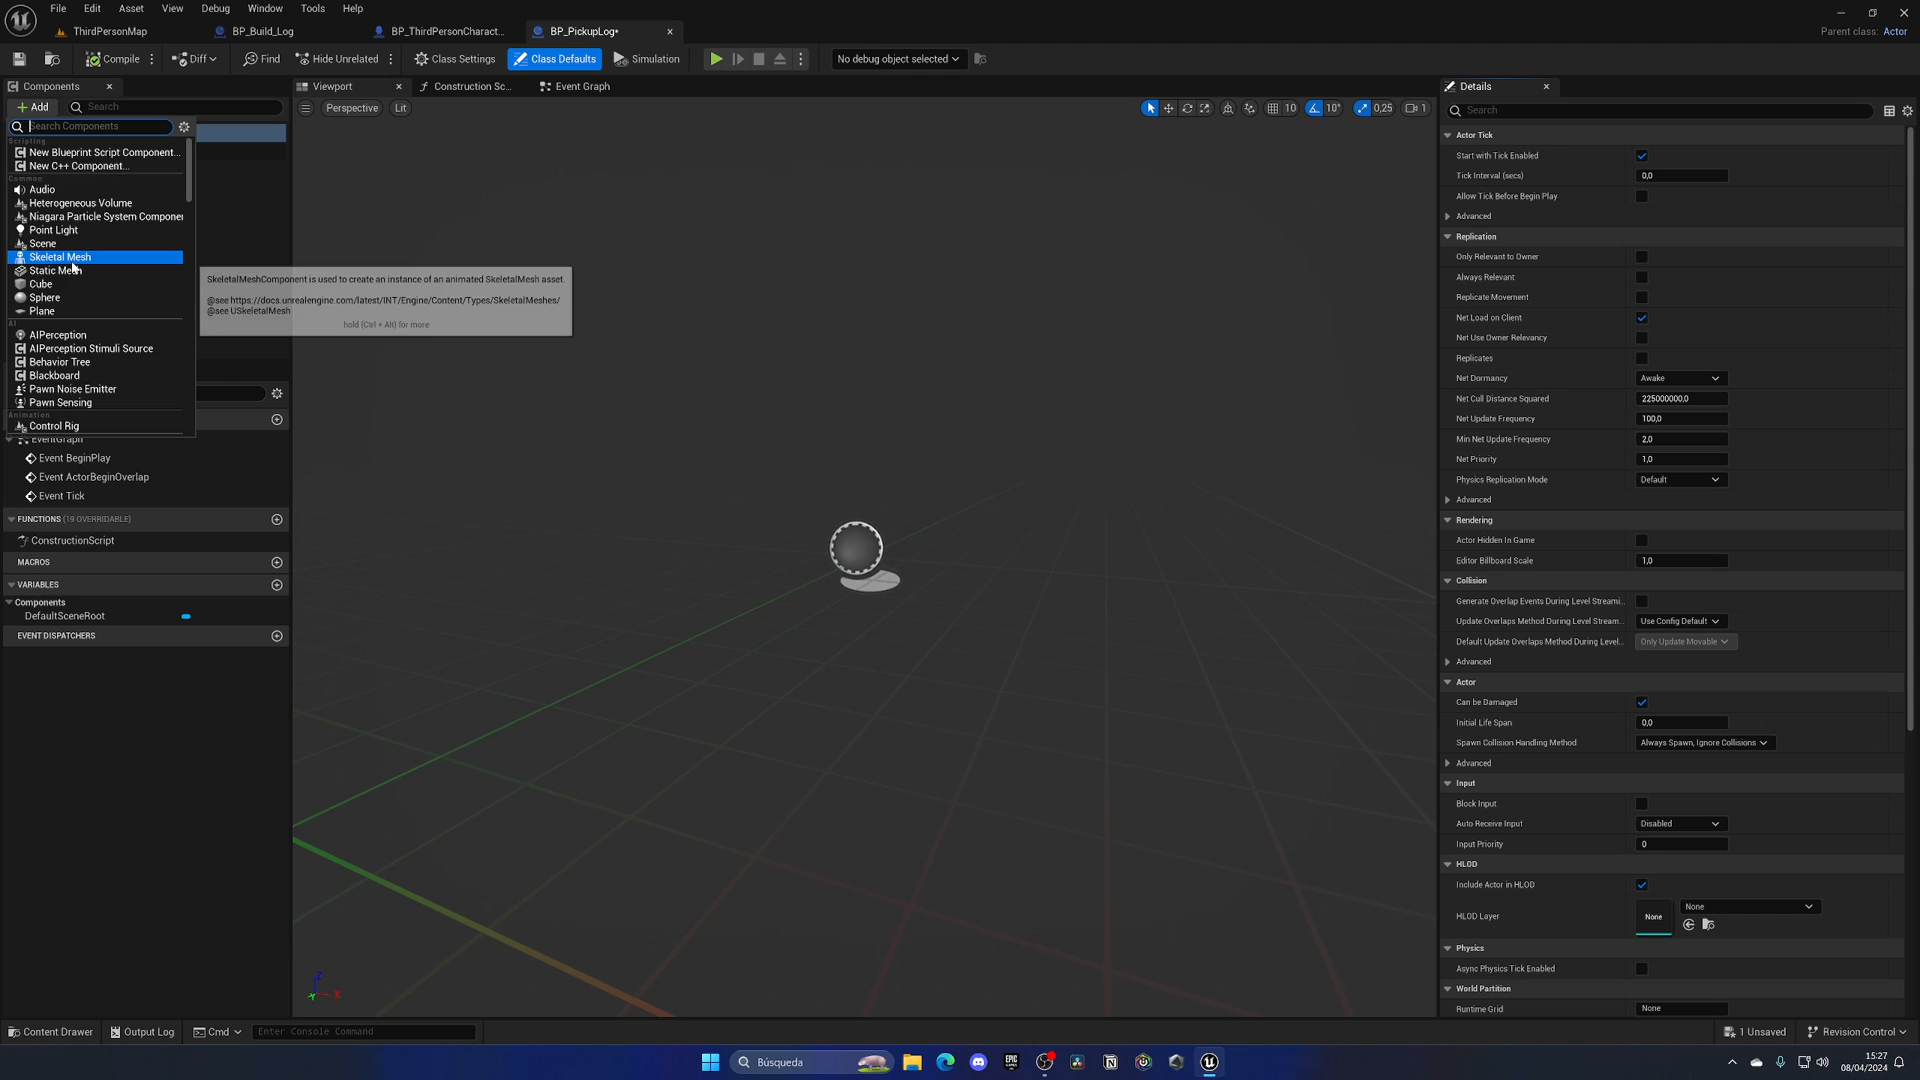 File Edit Asset View Debug Window Tools Help
ThirdPersonMap BP_Build_Log BP_ThirdPersonCharact... BP_PickupLog*
Parent class: Actor
Compile Diff Find Hide Unrelated Class Settings Class Defaults Simulation No debug object selected
Components Viewport Construction Sc... Event Graph Details
Add Search Perspective Lit 10 10° 0,25 1 Search
Search Components
Scripting
New Blueprint Script Component...
New C++ Component...
Common
Audio
Heterogeneous Volume
Niagara Particle System Componen
Point Light
Scene
Skeletal Mesh
Static Mesh
Cube
Sphere
Plane
AI
AIPerception
AIPerception Stimuli Source
Behavior Tree
Blackboard
Pawn Noise Emitter
Pawn Sensing
Animation
Control Rig
SkeletalMeshComponent is used to create an instance of an animated SkeletalMesh asset.
@see https://docs.unrealengine.com/latest/INT/Engine/Content/Types/SkeletalMeshes/
@see USkeletalMesh
hold (Ctrl + Alt) for more
EventGraph
Event BeginPlay
Event ActorBeginOverlap
Event Tick
FUNCTIONS (19 OVERRIDABLE)
ConstructionScript
MACROS
VARIABLES
Components
DefaultSceneRoot
EVENT DISPATCHERS
Z
X
Y
Actor Tick
Start with Tick Enabled
Tick Interval (secs) 0,0
Allow Tick Before Begin Play
Advanced
Replication
Only Relevant to Owner
Always Relevant
Replicate Movement
Net Load on Client
Net Use Owner Relevancy
Replicates
Net Dormancy Awake
Net Cull Distance Squared 225000000,0
Net Update Frequency 100,0
Min Net Update Frequency 2,0
Net Priority 1,0
Physics Replication Mode Default
Advanced
Rendering
Actor Hidden In Game
Editor Billboard Scale 1,0
Collision
Generate Overlap Events During Level Streami...
Update Overlaps Method During Level Stream... Use Config Default
Default Update Overlaps Method During Level... Only Update Movable
Advanced
Actor
Can be Damaged
Initial Life Span 0,0
Spawn Collision Handling Method Always Spawn, Ignore Collisions
Advanced
Input
Block Input
Auto Receive Input Disabled
Input Priority 0
HLOD
Include Actor in HLOD
HLOD Layer None None
Physics
Async Physics Tick Enabled
World Partition
Runtime Grid None
Content Drawer Output Log Cmd Enter Console Command 1 Unsaved Revision Control
Búsqueda
EPIC GAMES
15:27
08/04/2024